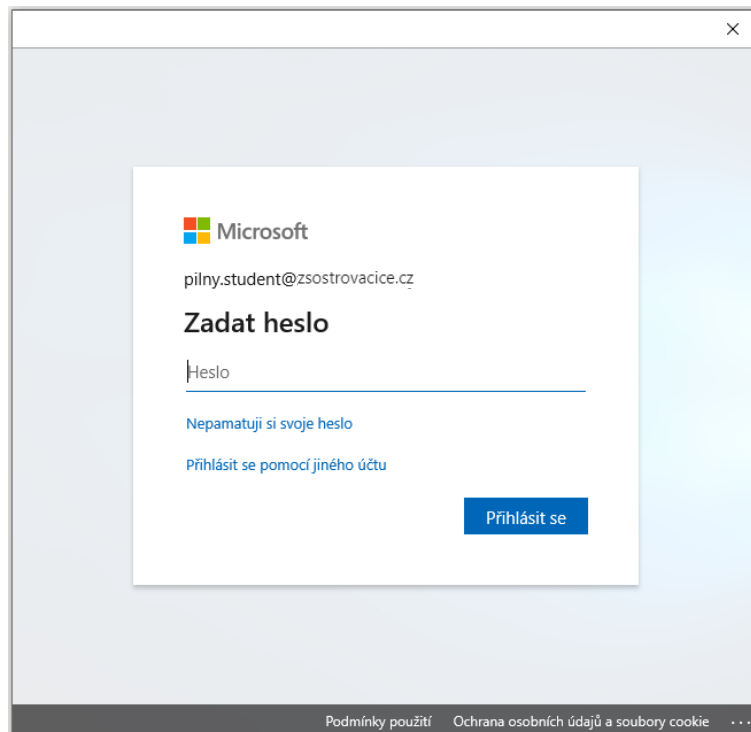 Microsoft
pilny.student@zsostrovacice.cz
Zadat heslo
Heslo
Nepamatuji si svoje heslo
Přihlásit se pomocí jiného účtu
Přihlásit se
Podmínky použití Ochrana osobních údajů a soubory cookie ...